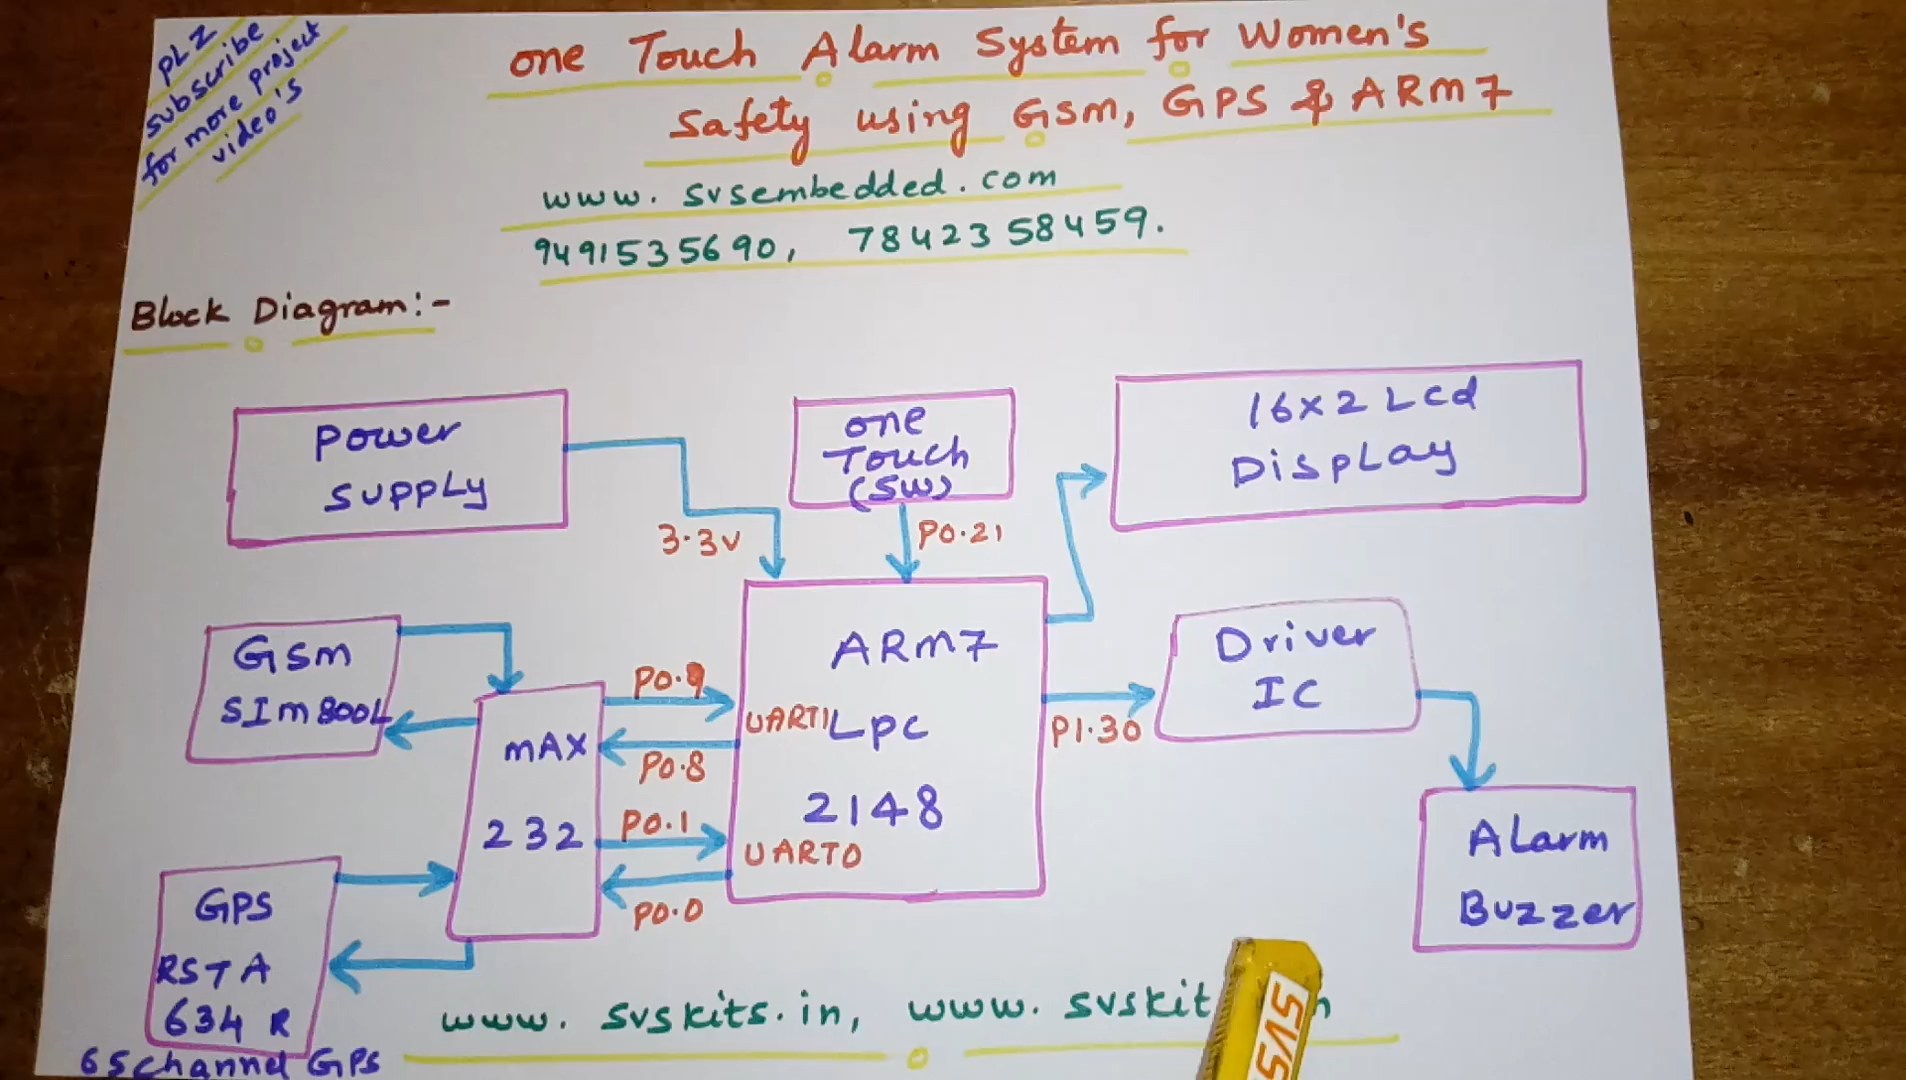 PLZ
subscribe
for more project
video's
one Touch Alarm System for Women's
Safety using Gsm, GPS & ARM7
www.svsembedded.com
9491535690, 7842358459.
Block Diagram:-
Power
supply
3.3v
one
Touch
(SW)
P0.21
16x2 Lcd
Display
Gsm
SIm800L
mAX
232
P0.9
P0.8
P0.1
P0.0
ARM7
UART1 LPC
2148
UART0
P1.30
Driver
IC
Alarm
Buzzer
GPS
RSTA
634 R
65 channel GPS
www.svskits.in, www.svskit
SVS